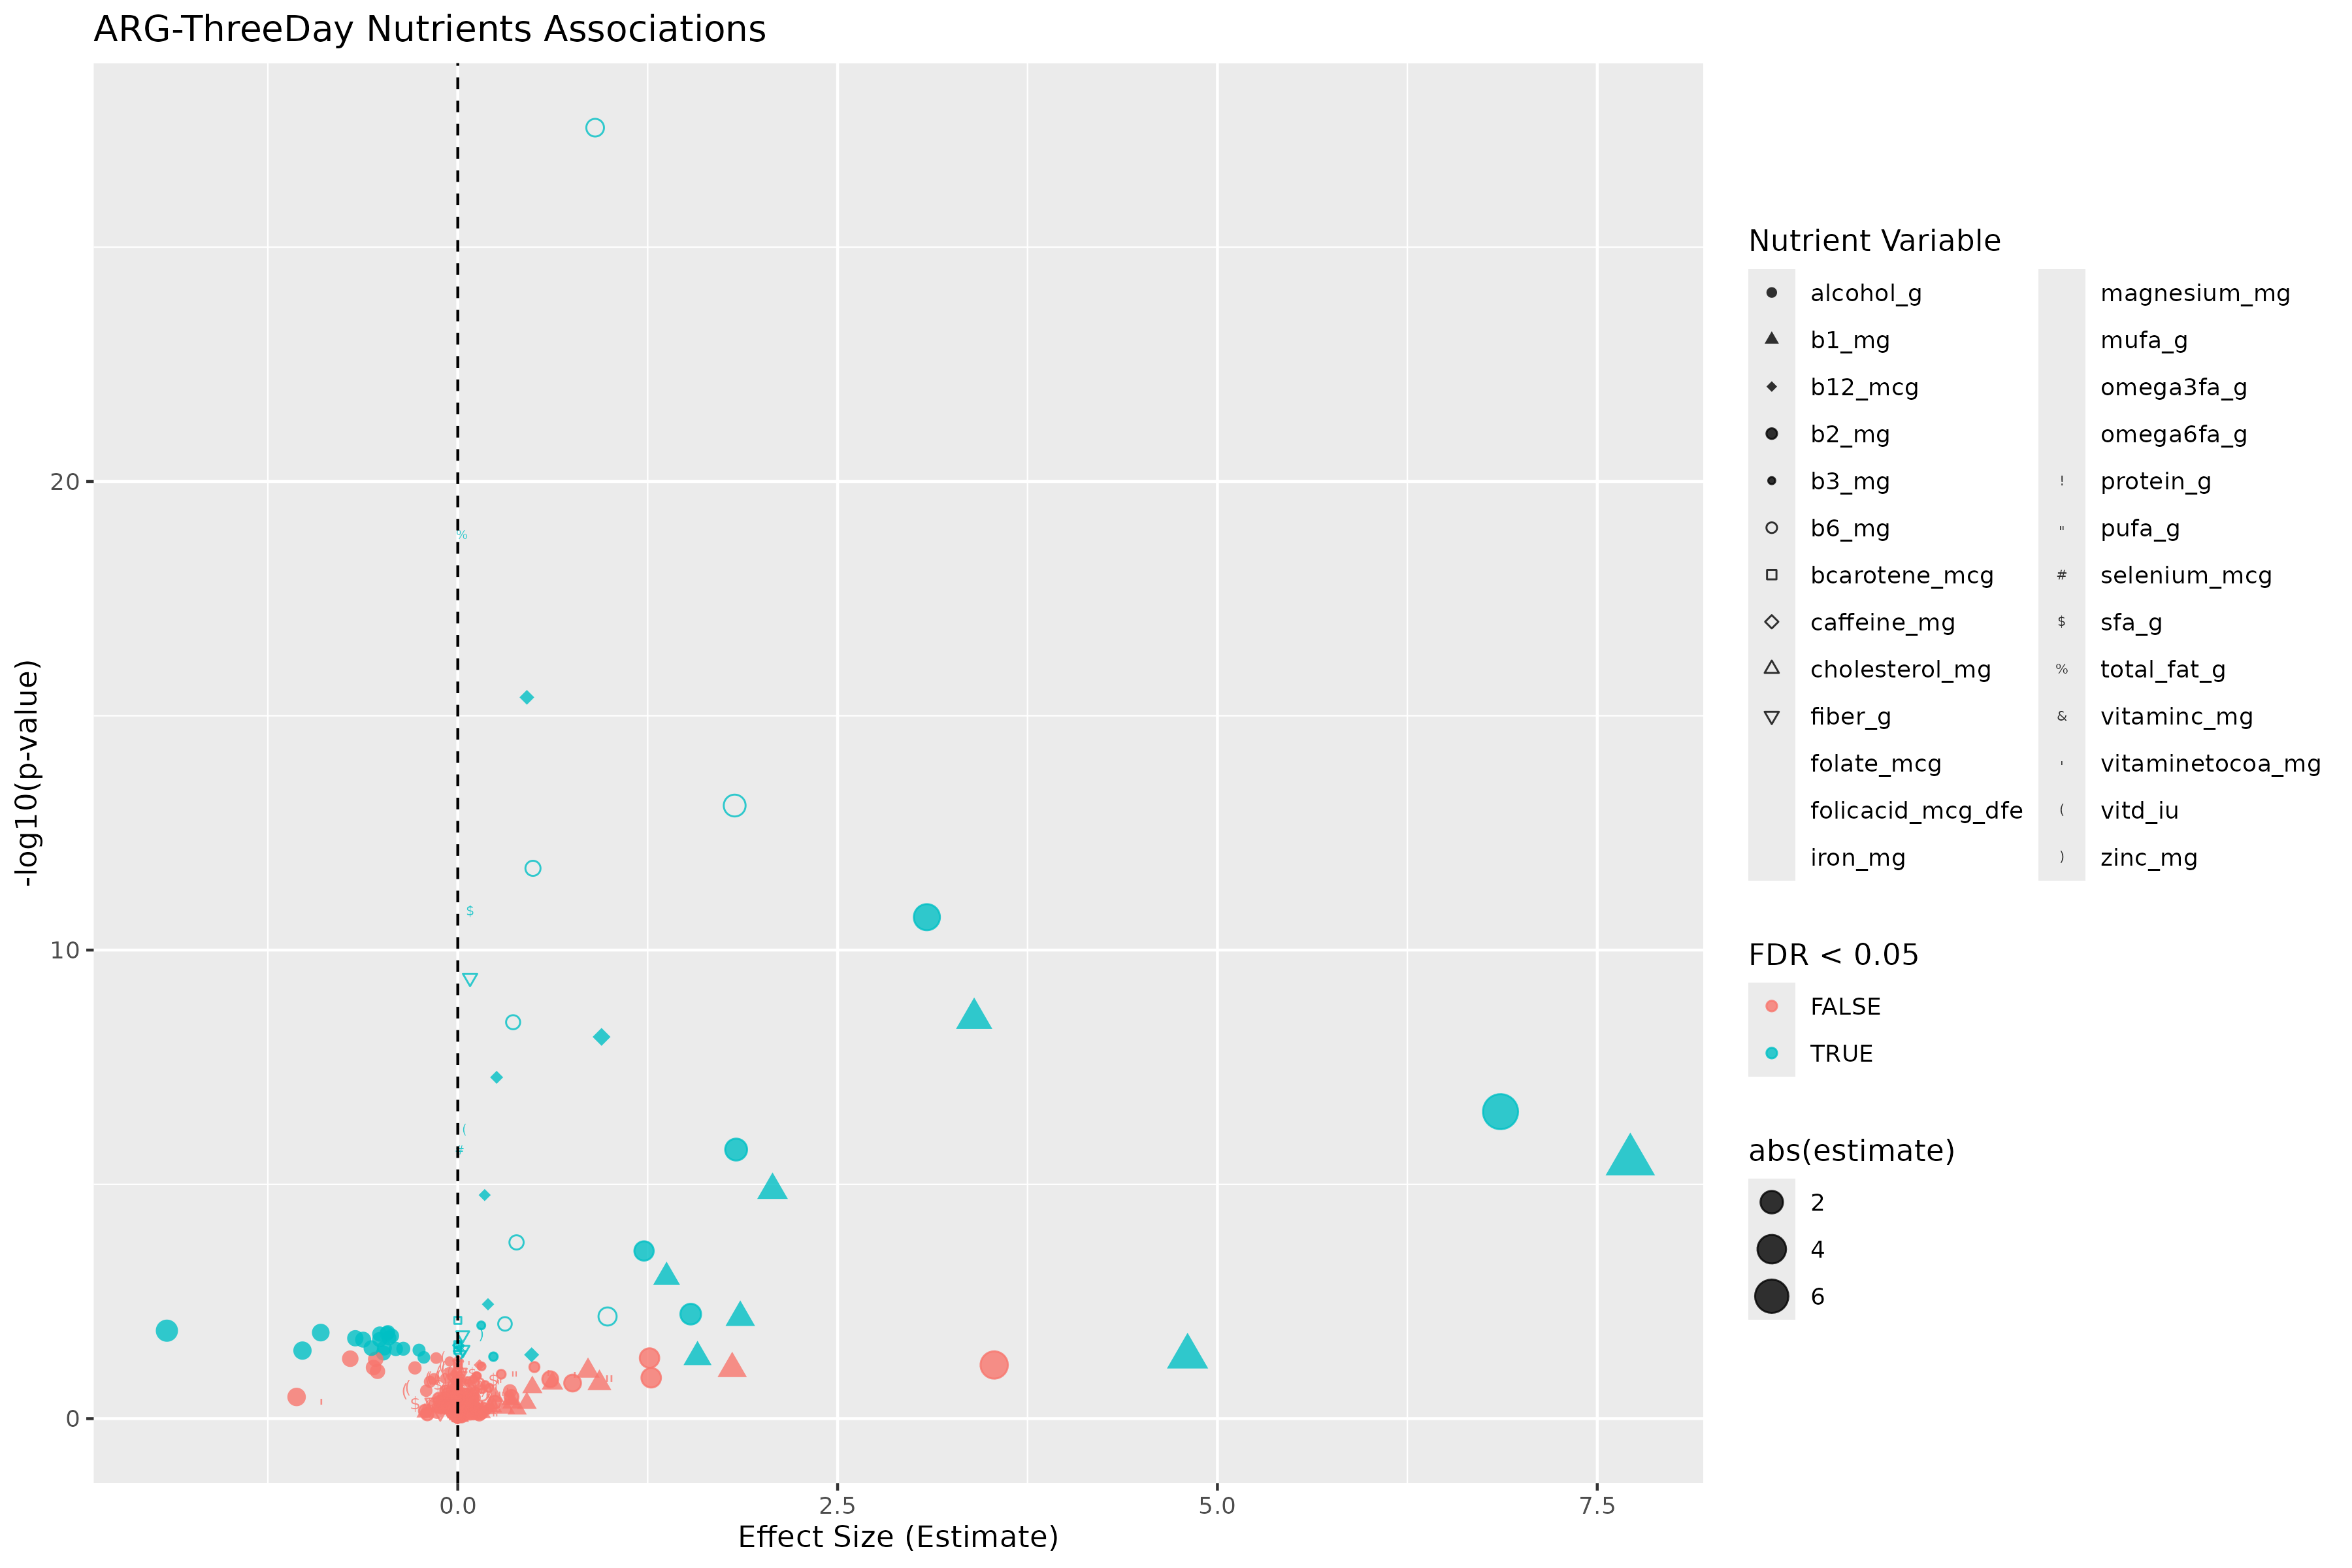 ARG-ThreeDay Nutrients Associations
-log10(p-value)
20
10
0
0.0
2.5
5.0
7.5
Effect Size (Estimate)
Nutrient Variable
alcohol_g
b1_mg
b12_mcg
b2_mg
b3_mg
b6_mg
bcarotene_mcg
caffeine_mg
cholesterol_mg
fiber_g
folate_mcg
folicacid_mcg_dfe
iron_mg
magnesium_mg
mufa_g
omega3fa_g
omega6fa_g
! protein_g
" pufa_g
# selenium_mcg
$ sfa_g
% total_fat_g
& vitaminc_mg
' vitaminetocoa_mg
( vitd_iu
) zinc_mg
FDR < 0.05
FALSE
TRUE
abs(estimate)
2
4
6